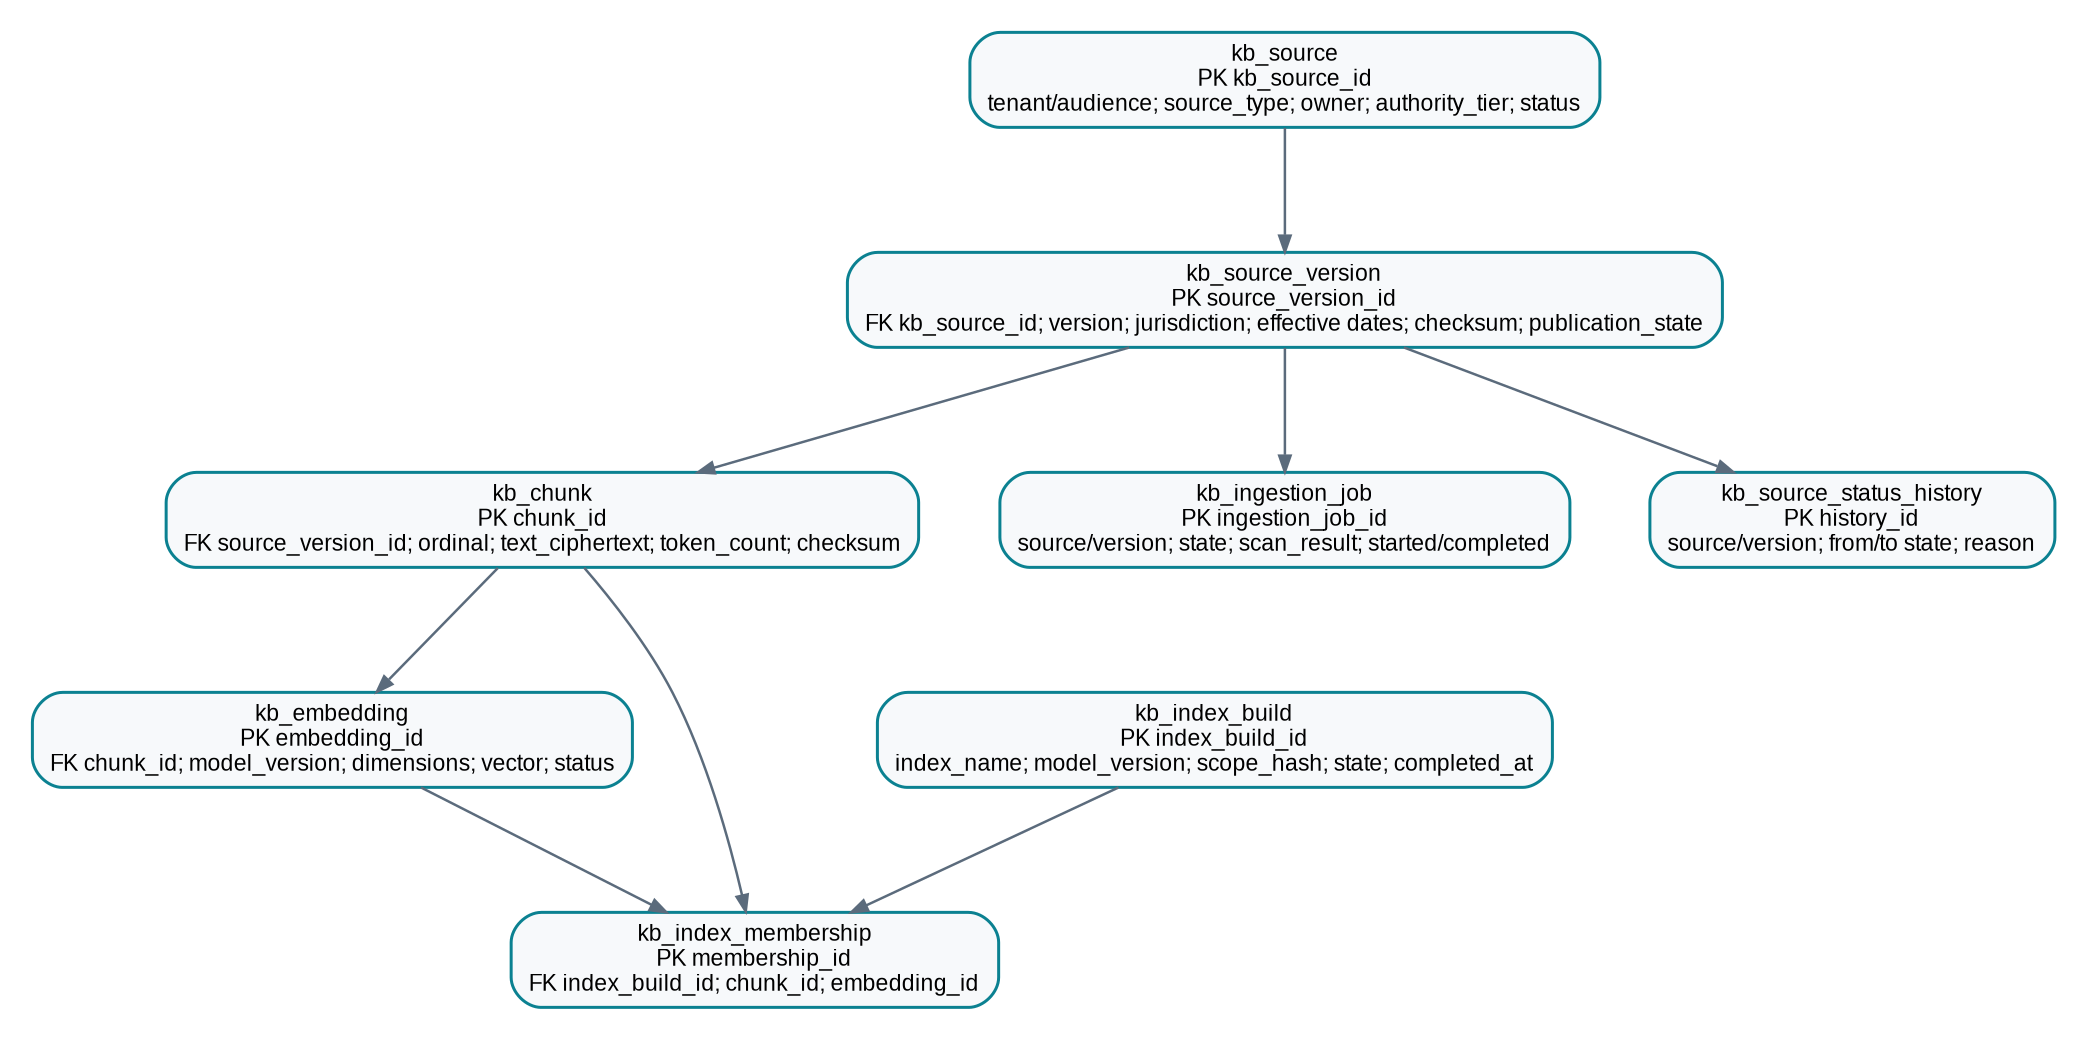 kb_source
PK kb_source_id
tenant/audience; source_type; owner; authority_tier; status
kb_source_version
PK source_version_id
FK kb_source_id; version; jurisdiction; effective dates; checksum; publication_state
kb_chunk
PK chunk_id
FK source_version_id; ordinal; text_ciphertext; token_count; checksum
kb_ingestion_job
PK ingestion_job_id
source/version; state; scan_result; started/completed
kb_source_status_history
PK history_id
source/version; from/to state; reason
kb_embedding
PK embedding_id
FK chunk_id; model_version; dimensions; vector; status
kb_index_build
PK index_build_id
index_name; model_version; scope_hash; state; completed_at
kb_index_membership
PK membership_id
FK index_build_id; chunk_id; embedding_id